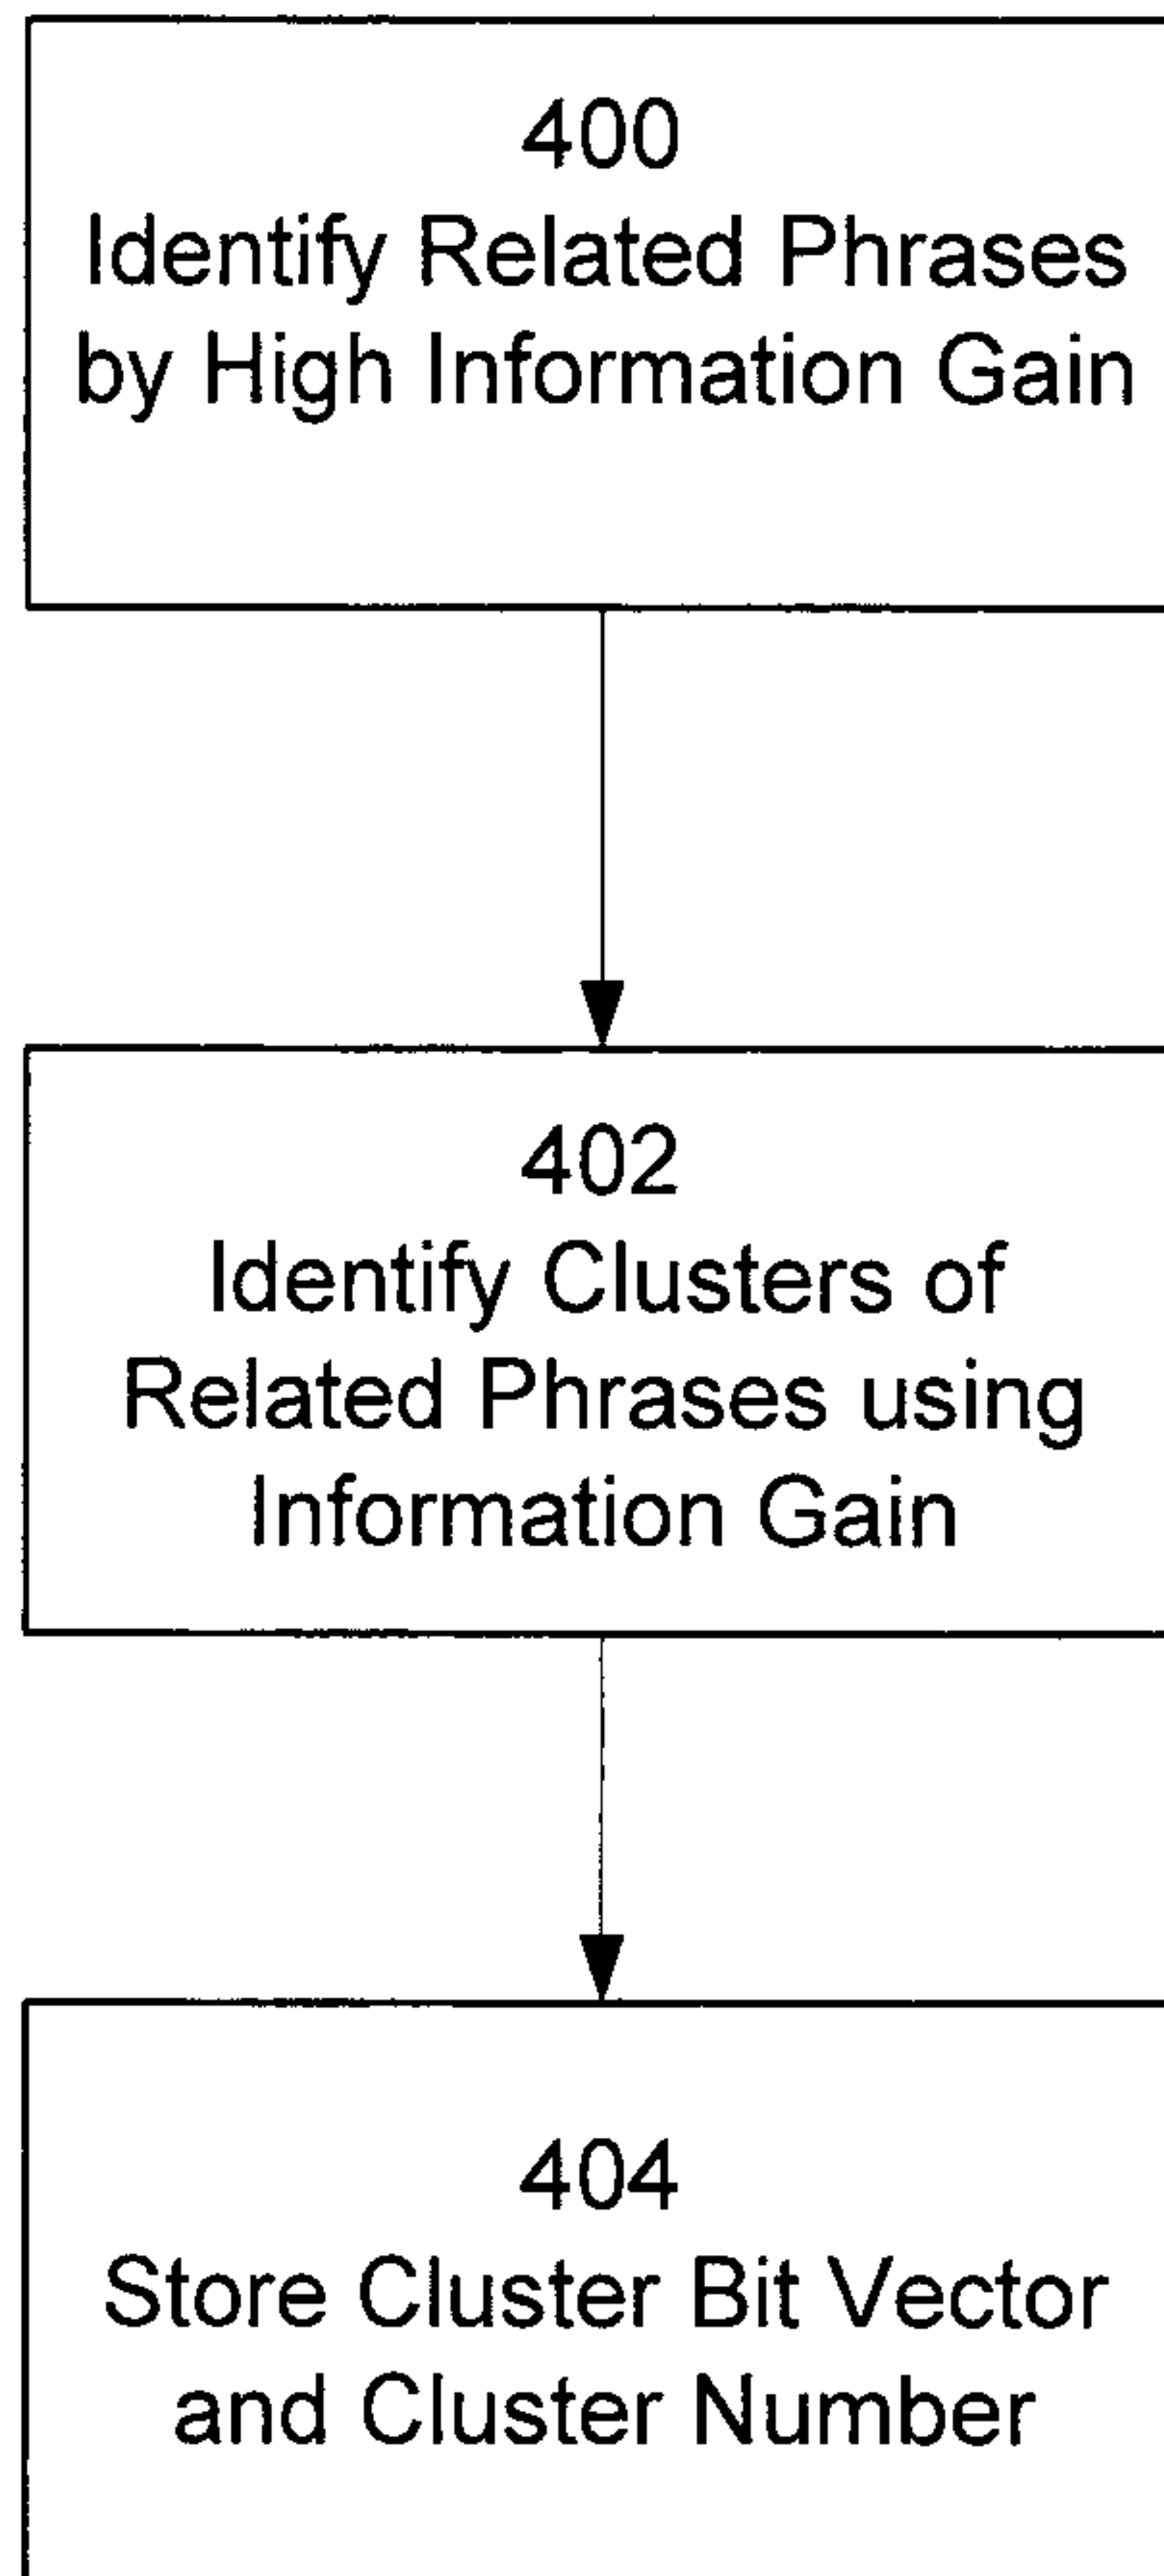 400
Identify Related Phrases
by High Information Gain
402
Identify Clusters of
Related Phrases using
Information Gain
404
Store Cluster Bit Vector
and Cluster Number